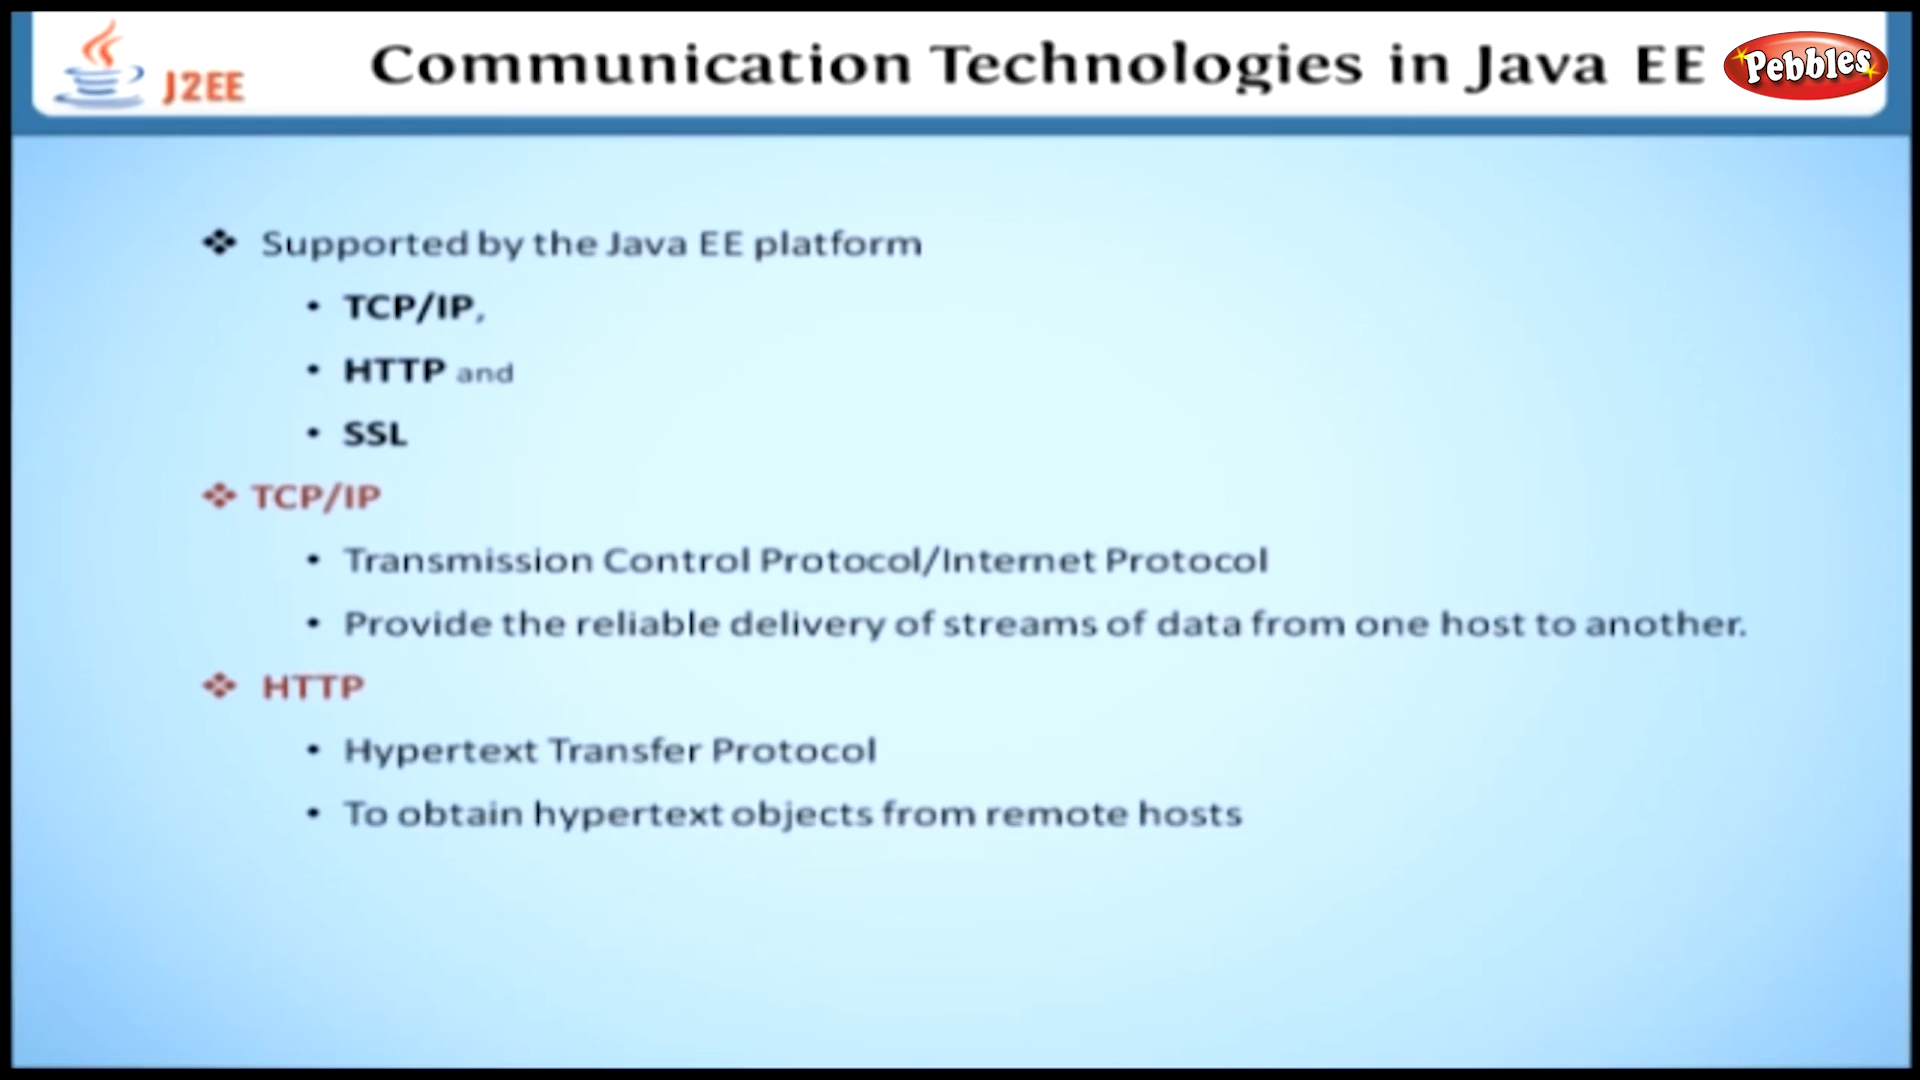 J2EE
Communication Technologies in Java EE
Pebbles
❖ Supported by the Java EE platform
• TCP/IP,
• HTTP and
• SSL
❖ TCP/IP
• Transmission Control Protocol/Internet Protocol
• Provide the reliable delivery of streams of data from one host to another.
❖ HTTP
• Hypertext Transfer Protocol
• To obtain hypertext objects from remote hosts